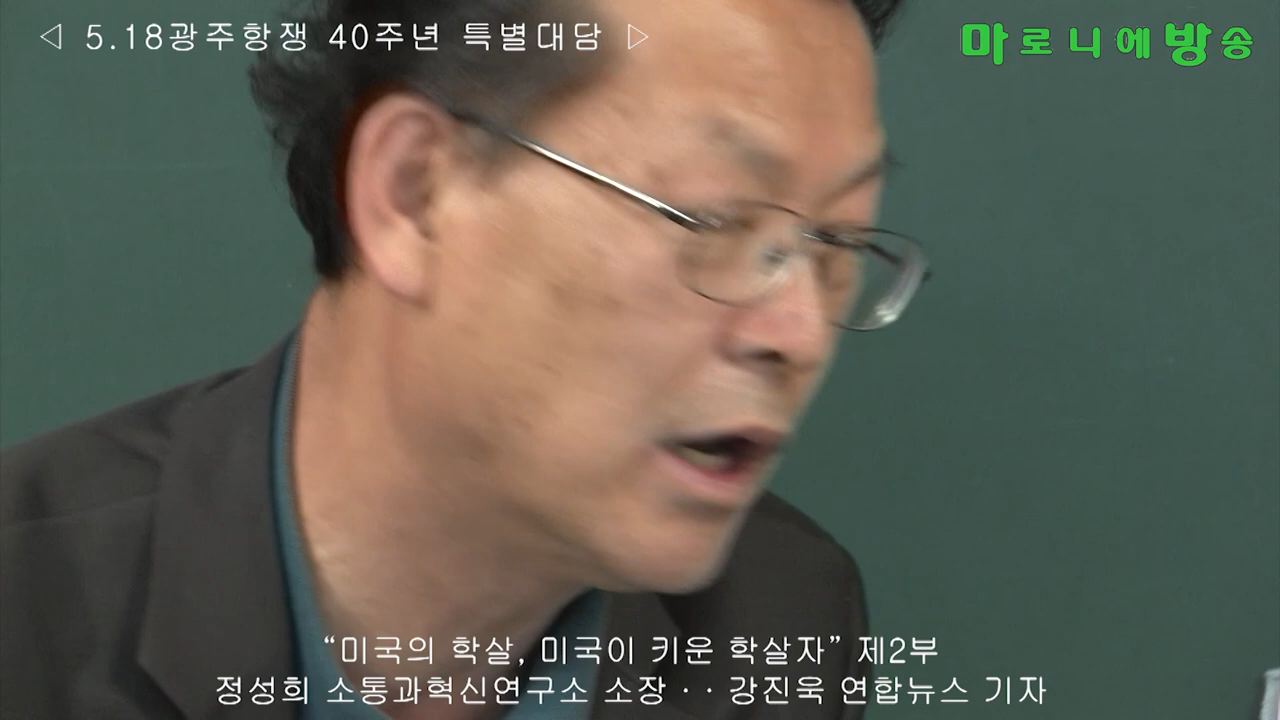 ◁ 5.18광주항쟁 40주년 특별대담 ▷
마로니에방송
“미국의 학살, 미국이 키운 학살자” 제2부
정성희 소통과혁신연구소 소장 · · 강진욱 연합뉴스 기자